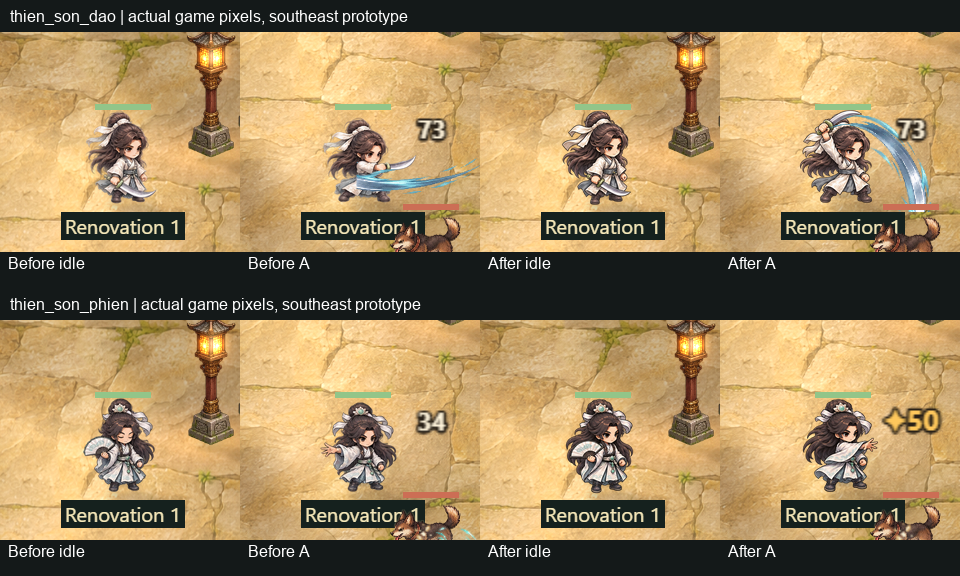 thien_son_dao | actual game pixels, southeast prototype
73
73
Renovation 1
Renovation 1
Renovation 1
Renovation 1
Before idle
Before A
After idle
After A
thien_son_phien | actual game pixels, southeast prototype
34
50
Renovation 1
Renovation 1
Renovation 1
Renovation 1
Before idle
Before A
After idle
After A